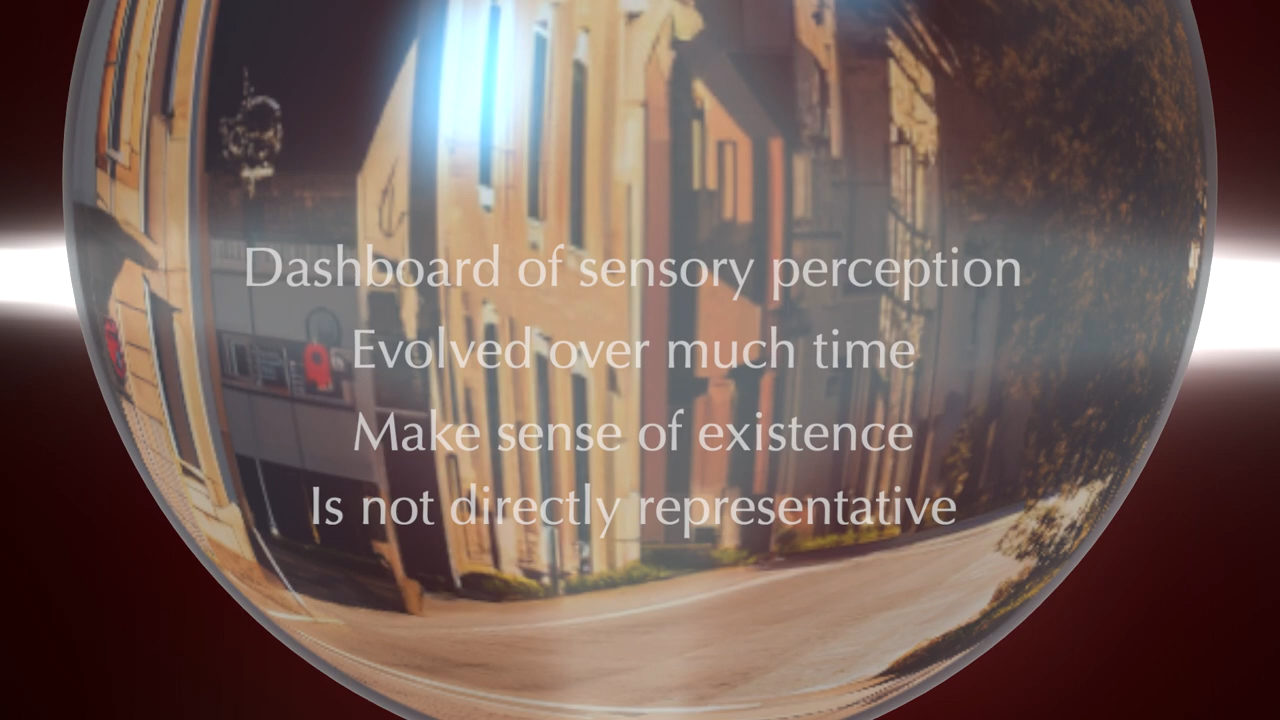 Dashboard of sensory perception
Evolved over much time
Make sense of existence
Is not directly representative